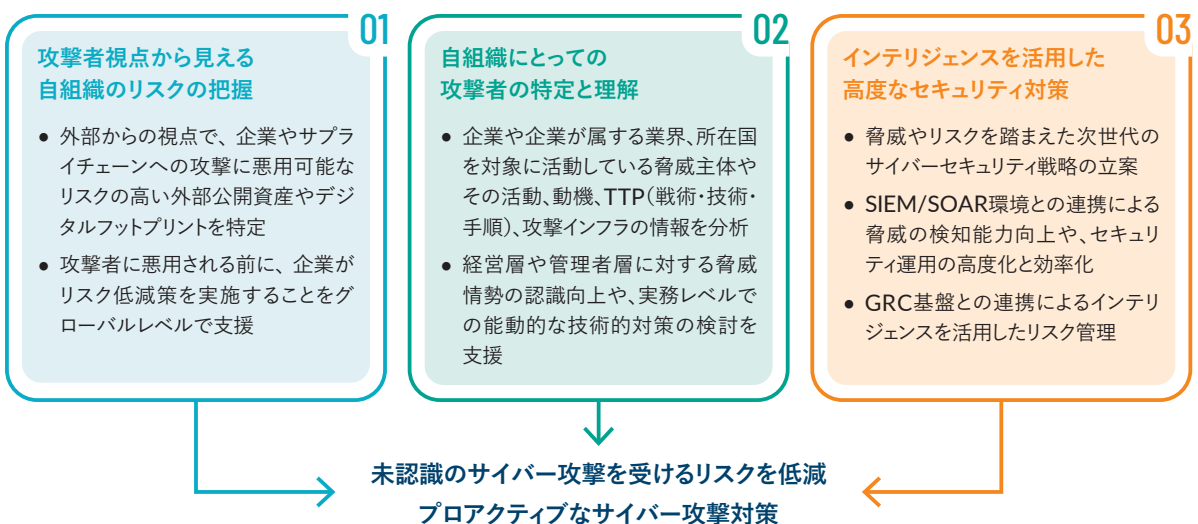 01
攻撃者視点から見える
自組織のリスクの把握
● 外部からの視点で、企業やサプラ
イチェーンへの攻撃に悪用可能な
リスクの高い外部公開資産やデジ
タルフットプリントを特定
● 攻撃者に悪用される前に、企業が
リスク低減策を実施することをグ
ローバルレベルで支援
02
自組織にとっての
攻撃者の特定と理解
● 企業や企業が属する業界、所在国
を対象に活動している脅威主体や
その活動、動機、TTP(戦術・技術・
手順)、攻撃インフラの情報を分析
● 経営層や管理者層に対する脅威
情勢の認識向上や、実務レベルで
の能動的な技術的対策の検討を
支援
03
インテリジェンスを活用した
高度なセキュリティ対策
● 脅威やリスクを踏まえた次世代の
サイバーセキュリティ戦略の立案
● SIEM/SOAR環境との連携による
脅威の検知能力向上や、セキュリ
ティ運用の高度化と効率化
● GRC基盤との連携によるインテリ
ジェンスを活用したリスク管理
未認識のサイバー攻撃を受けるリスクを低減
プロアクティブなサイバー攻撃対策